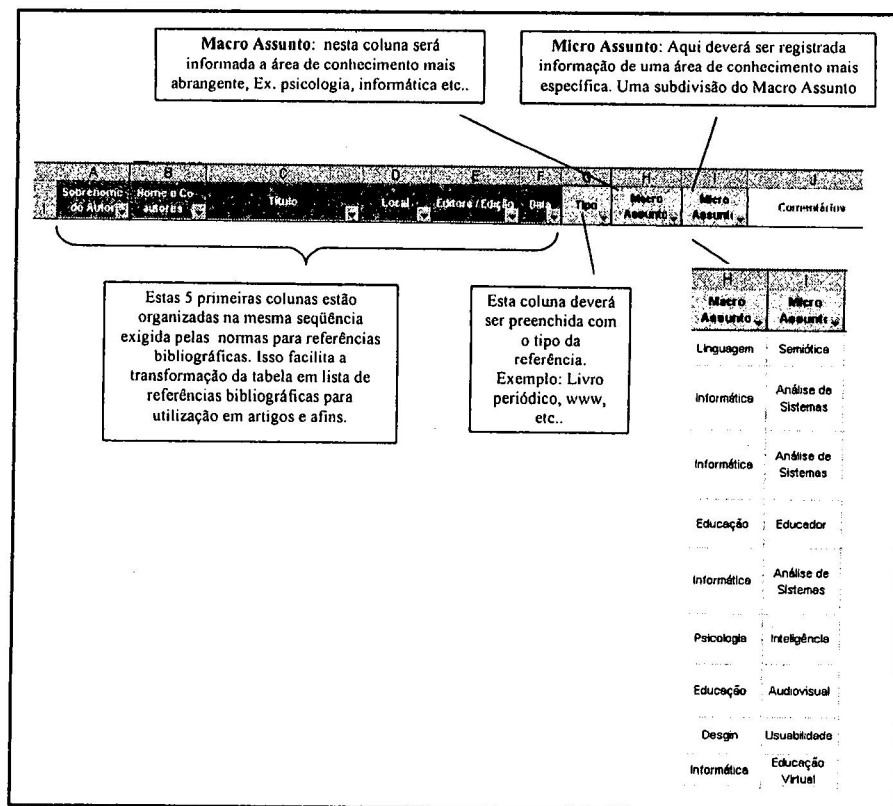 Macro Assunto: nesta coluna será
informada a área de conhecimento mais
abrangente, Ex. psicologia, informática etc..
Micro Assunto: Aqui deverá ser registrada
informação de uma área de conhecimento mais
específica. Uma subdivisão do Macro Assunto
A B C D E F G H I J
1
Sobrenome
do Autor
Nome e Co-
autores
Título
Local
Editora / Edição
Data
Tipo
Macro
Assunto
Micro
Assunt
Comentários
Estas 5 primeiras colunas estão
organizadas na mesma seqüência
exigida pelas normas para referências
bibliográficas. Isso facilita a
transformação da tabela em lista de
referências bibliográficas para
utilização em artigos e afins.
Esta coluna deverá
ser preenchida com
o tipo da
referência.
Exemplo: Livro
periódico, www,
etc..
H I
Macro
Assunto
Micro
Assunt
Linguagem Semiótica
Informática Análise de
Sistemas
Informática Análise de
Sistemas
Educação Educador
Informática Análise de
Sistemas
Psicologia Inteligência
Educação Audiovisual
Desgin Usuabilidade
Informática Educação
Virtual